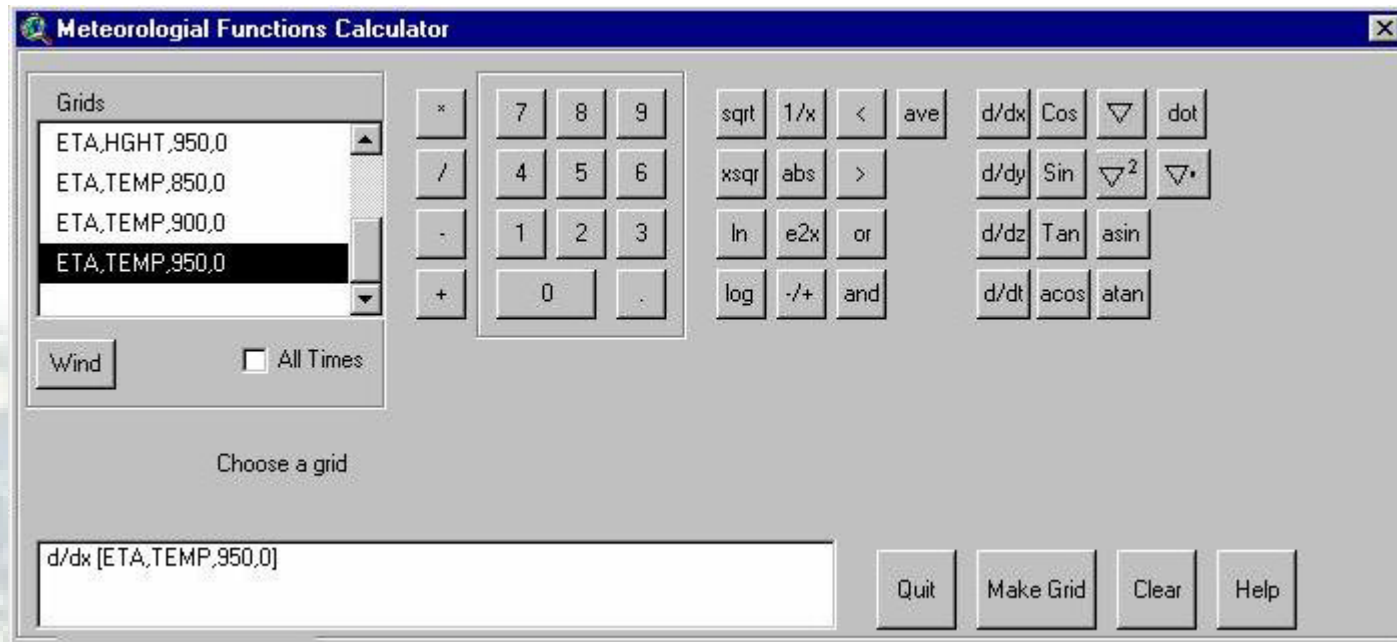 Meteorologial Functions Calculator
Grids
ETA,HGHT,950,0
ETA,TEMP,850,0
ETA,TEMP,900,0
ETA,TEMP,950,0
Wind
All Times
Choose a grid
* 7 8 9 sqrt 1/x < ave d/dx Cos ▽ dot
/ 4 5 6 xsqr abs > d/dy Sin ▽² ▽•
- 1 2 3 ln e2x or d/dz Tan asin
+ 0 . log -/+ and d/dt acos atan
d/dx [ETA,TEMP,950,0]
Quit Make Grid Clear Help